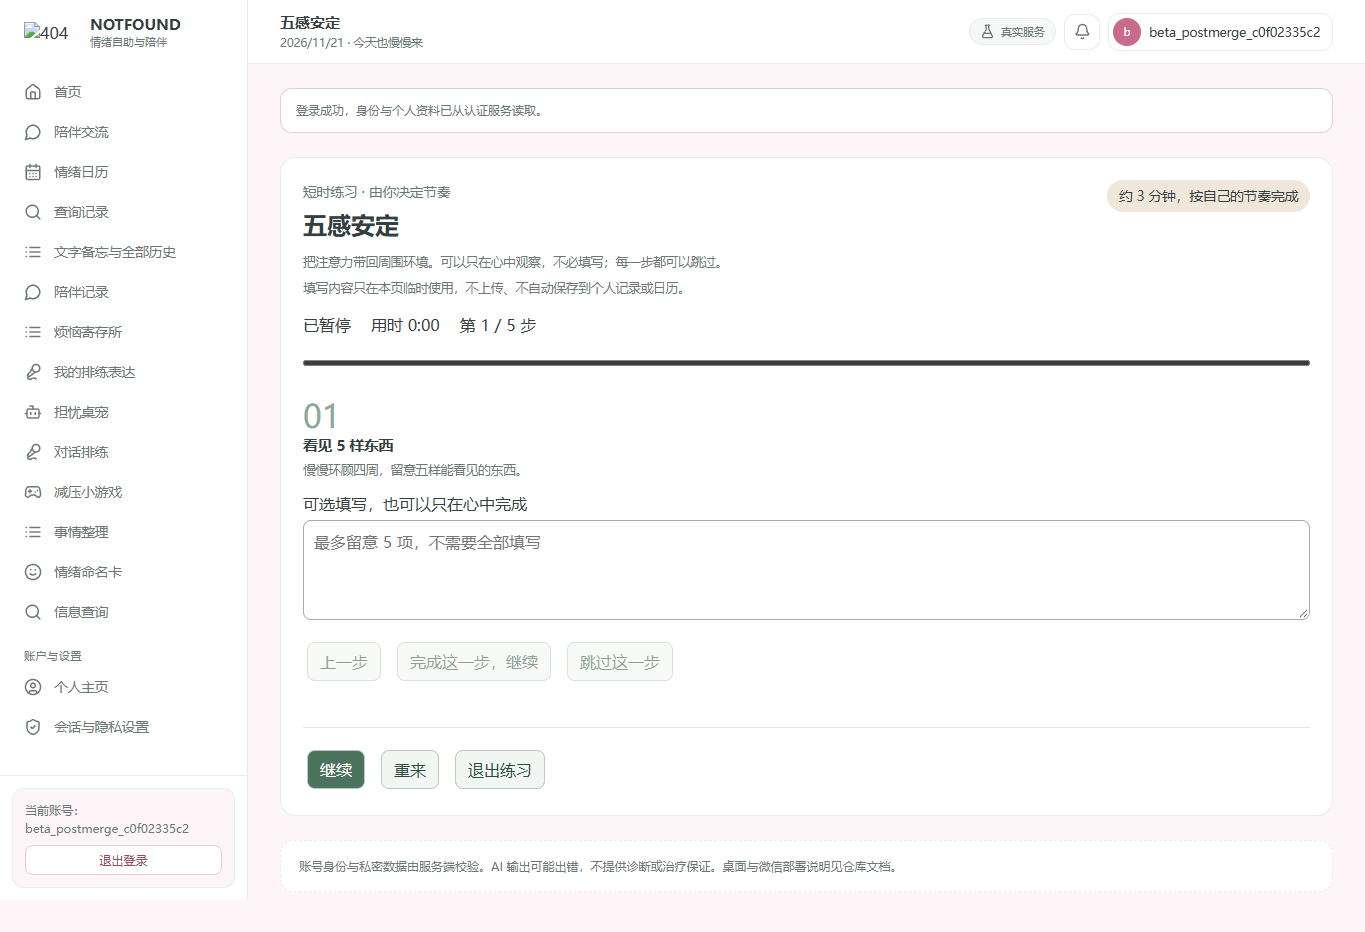 404
NOTFOUND
情绪自助与陪伴
首页
陪伴交流
情绪日历
查询记录
文字备忘与全部历史
陪伴记录
烦恼寄存所
我的排练表达
担忧桌宠
对话排练
减压小游戏
事情整理
情绪命名卡
信息查询
账户与设置
个人主页
会话与隐私设置
当前账号：
beta_postmerge_c0f02335c2
退出登录
五感安定
2026/11/21 · 今天也慢慢来
真实服务
b
beta_postmerge_c0f02335c2
登录成功，身份与个人资料已从认证服务读取。
短时练习 · 由你决定节奏
约 3 分钟，按自己的节奏完成
五感安定
把注意力带回周围环境。可以只在心中观察，不必填写；每一步都可以跳过。
填写内容只在本页临时使用，不上传、不自动保存到个人记录或日历。
已暂停 用时 0:00 第 1 / 5 步
01
看见 5 样东西
慢慢环顾四周，留意五样能看见的东西。
可选填写，也可以只在心中完成
最多留意 5 项，不需要全部填写
上一步 完成这一步，继续 跳过这一步
继续 重来 退出练习
账号身份与私密数据由服务端校验。AI 输出可能出错，不提供诊断或治疗保证。桌面与微信部署说明见仓库文档。